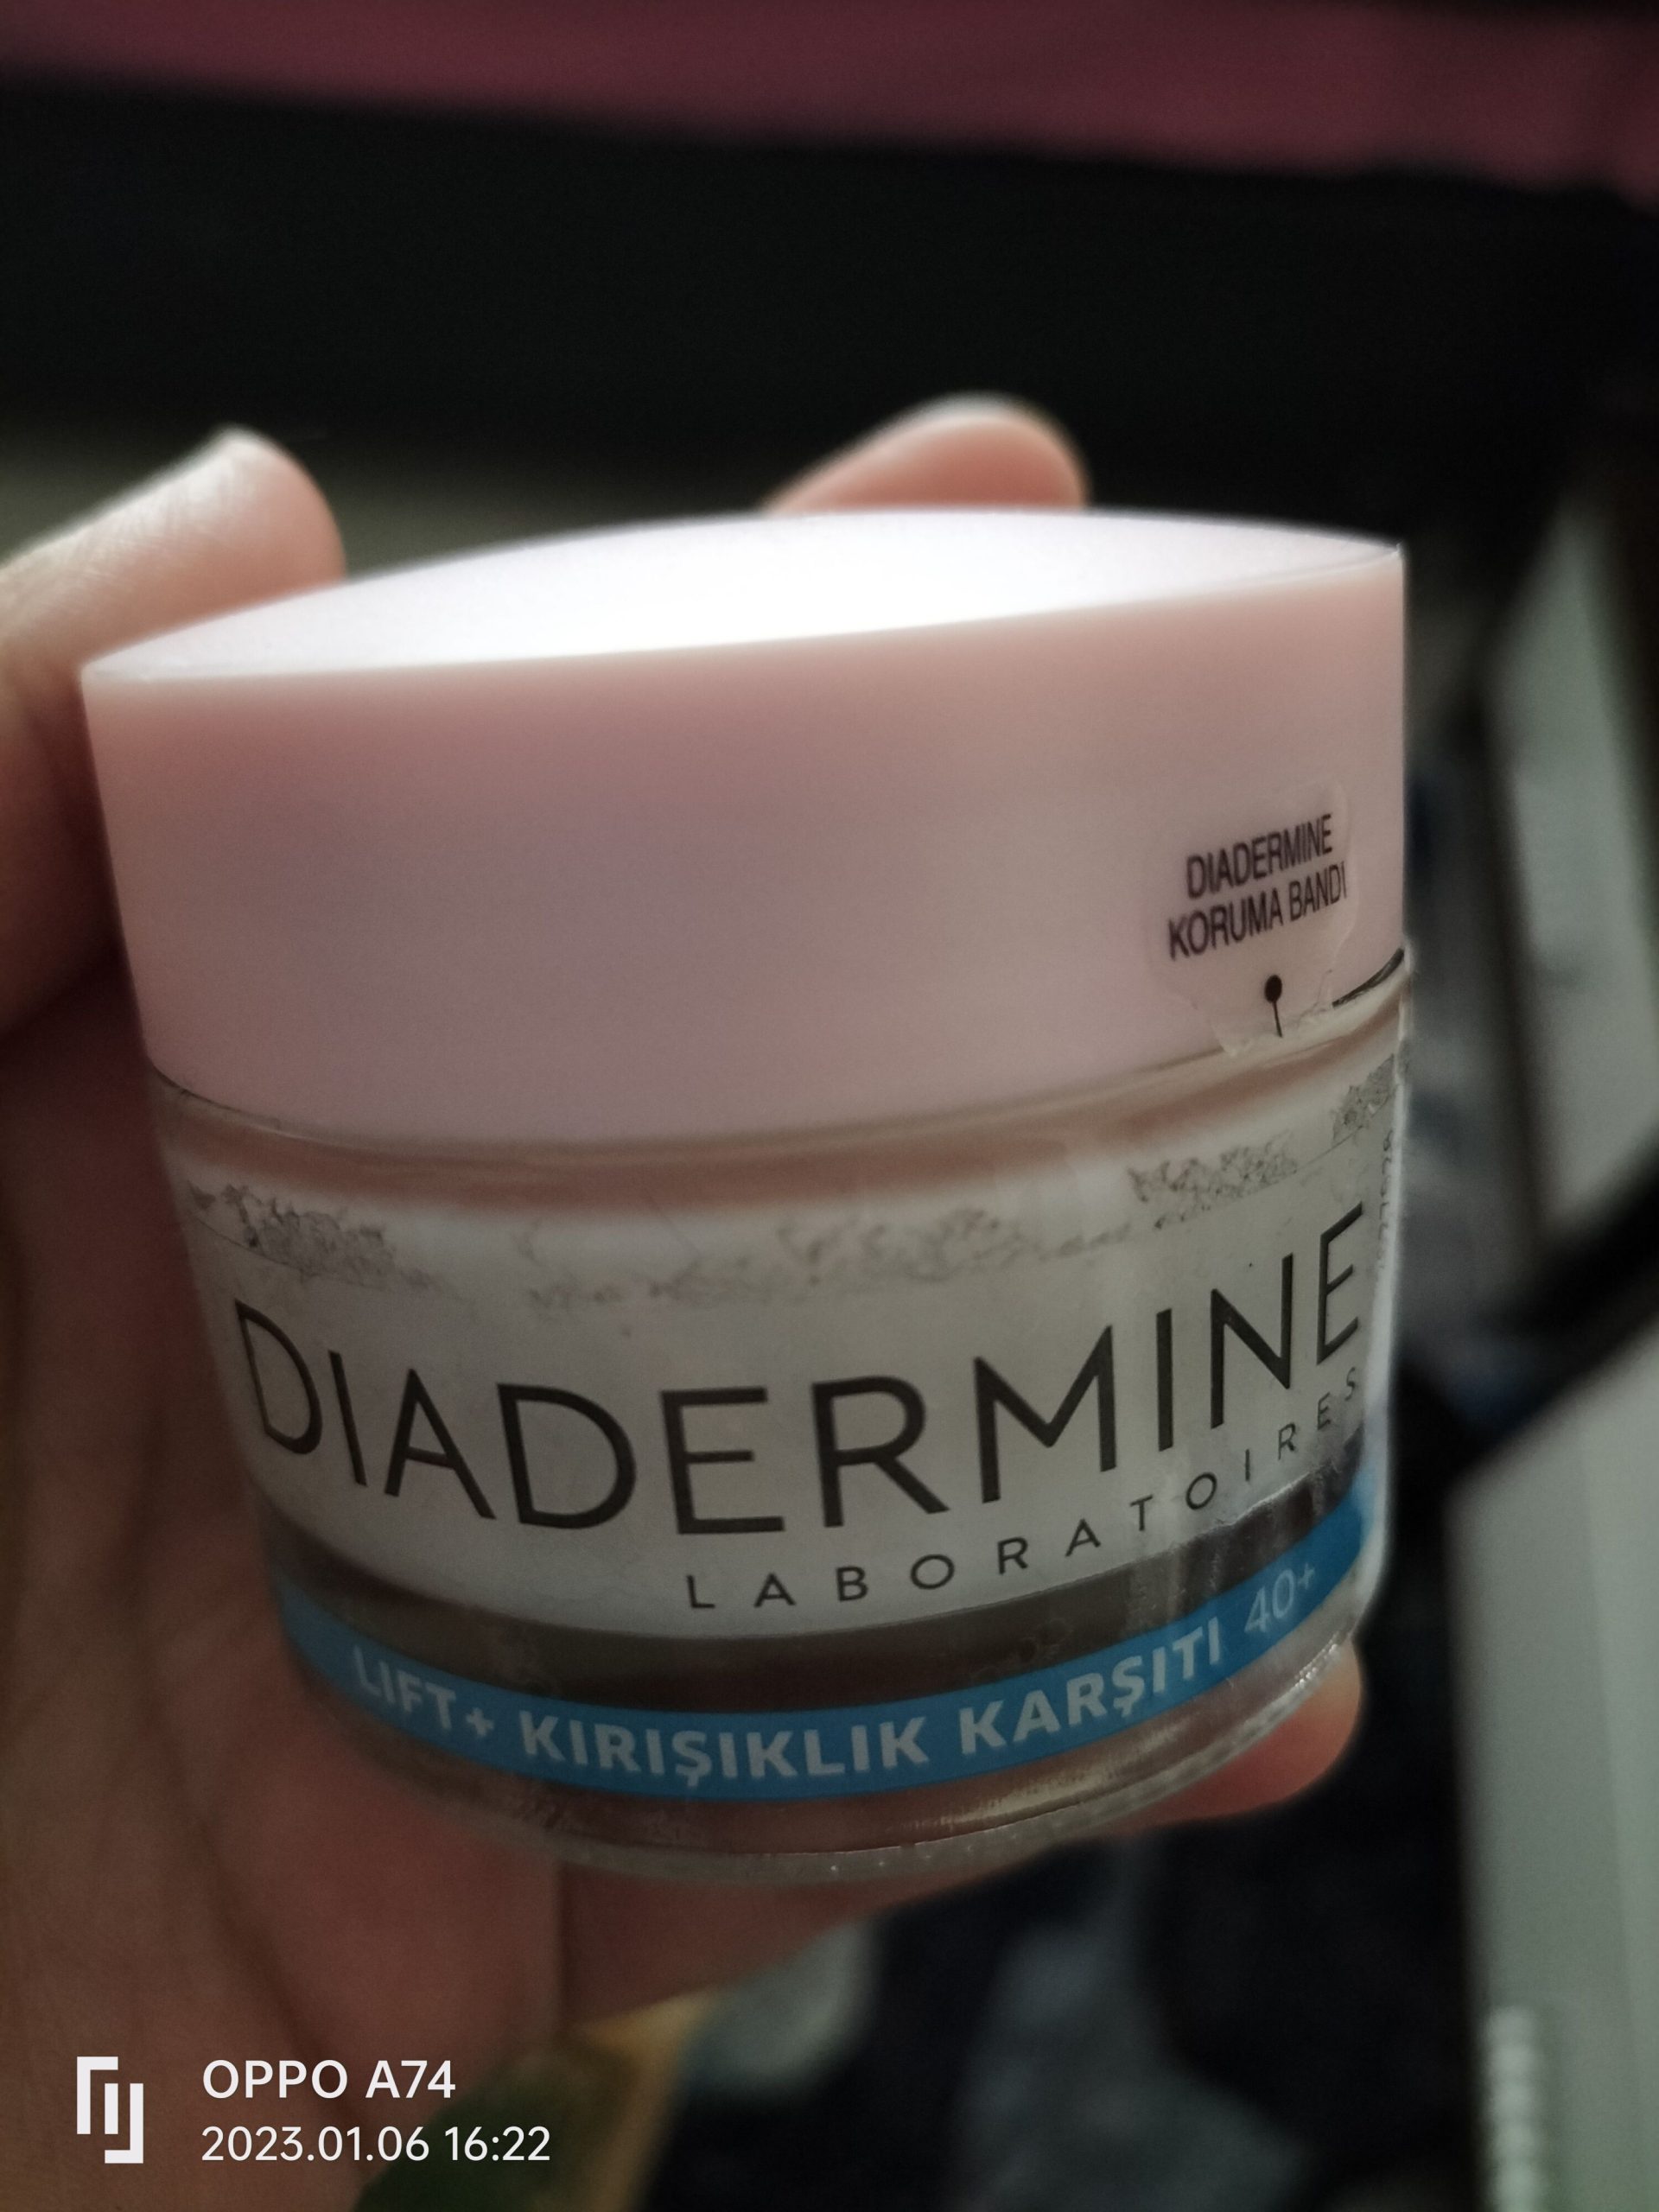 DIADERMINE
KORUMA BANDI
DIADERMINE
LABORATOIRES
LIFT+ KIRIŞIKLIK KARŞITI 40+
OPPO A74
2023.01.06 16:22